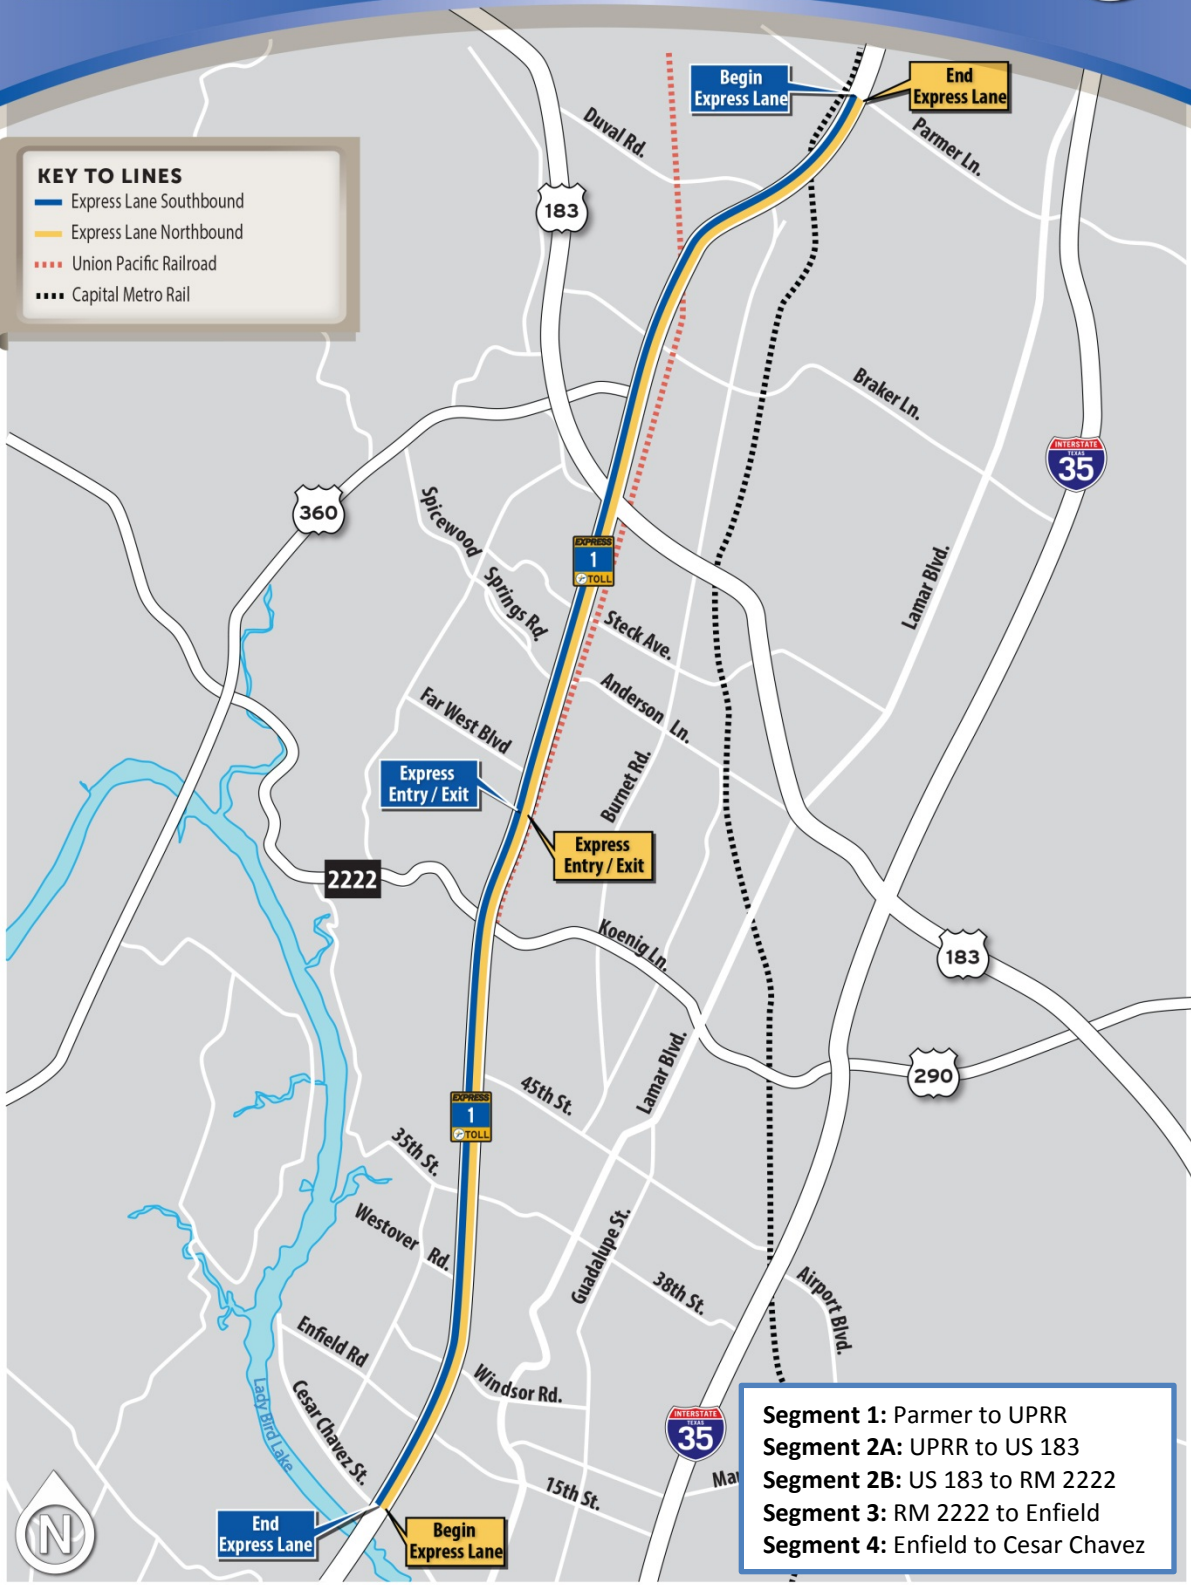 Begin
Express Lane
End
Express Lane
Duval Rd.
Parmer Ln.
KEY TO LINES
Express Lane Southbound
Express Lane Northbound
Union Pacific Railroad
Capital Metro Rail
183
Braker Ln.
INTERSTATE
TEXAS
35
360
Spicewood
Springs Rd.
EXPRESS
1
TOLL
Lamar Blvd.
Steck Ave.
Anderson Ln.
Far West Blvd
Burnet Rd.
Express
Entry / Exit
Express
Entry / Exit
2222
Koenig Ln.
183
290
Lamar Blvd.
45th St.
EXPRESS
1
TOLL
35th St.
Westover Rd.
Guadalupe St.
38th St.
Airport Blvd.
Enfield Rd
Windsor Rd.
Cesar Chavez St.
Lady Bird Lake
INTERSTATE
TEXAS
35
15th St.
Segment 1: Parmer to UPRR
Segment 2A: UPRR to US 183
Segment 2B: US 183 to RM 2222
Segment 3: RM 2222 to Enfield
Segment 4: Enfield to Cesar Chavez
End
Express Lane
Begin
Express Lane
N